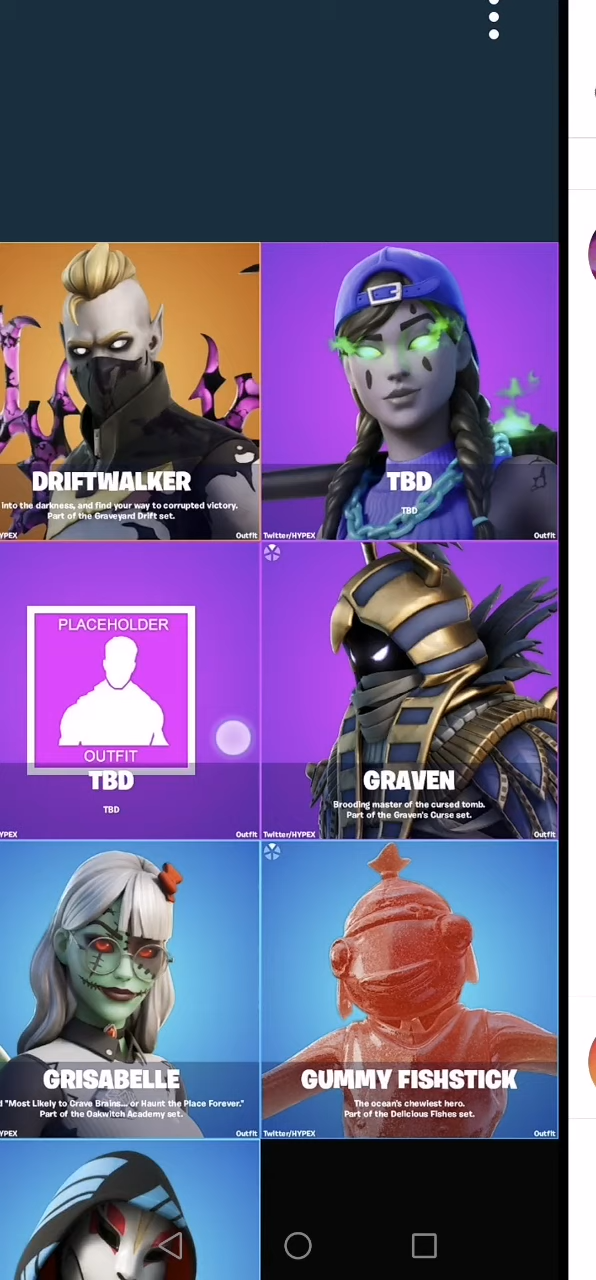 DRIFTWALKER
into the darkness, and find your way to corrupted victory.
Part of the Graveyard Drift set.
YPEX
Outfit
TBD
TBD
Twitter/HYPEX
Outfit
PLACEHOLDER
OUTFIT
TBD
TBD
YPEX
Outfit
GRAVEN
Brooding master of the cursed tomb.
Part of the Graven's Curse set.
Twitter/HYPEX
Outfit
GRISABELLE
"Most Likely to Crave Brains... or Haunt the Place Forever."
Part of the Oakwitch Academy set.
YPEX
Outfit
GUMMY FISHSTICK
The ocean's chewiest hero.
Part of the Delicious Fishes set.
Twitter/HYPEX
Outfit